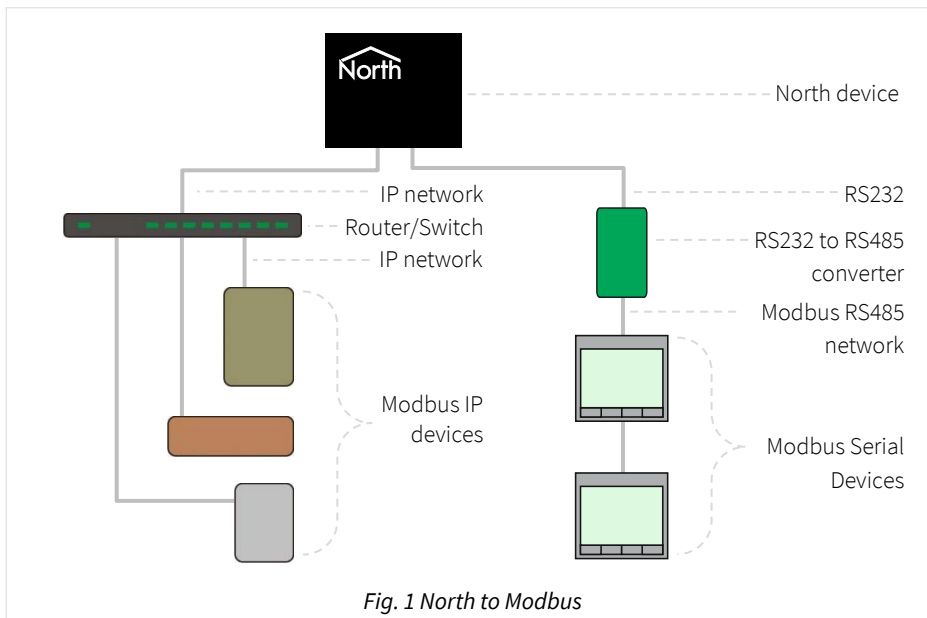 North
North device
IP network
RS232
Router/Switch
RS232 to RS485
converter
IP network
Modbus RS485
network
Modbus IP
devices
Modbus Serial
Devices
Fig. 1 North to Modbus